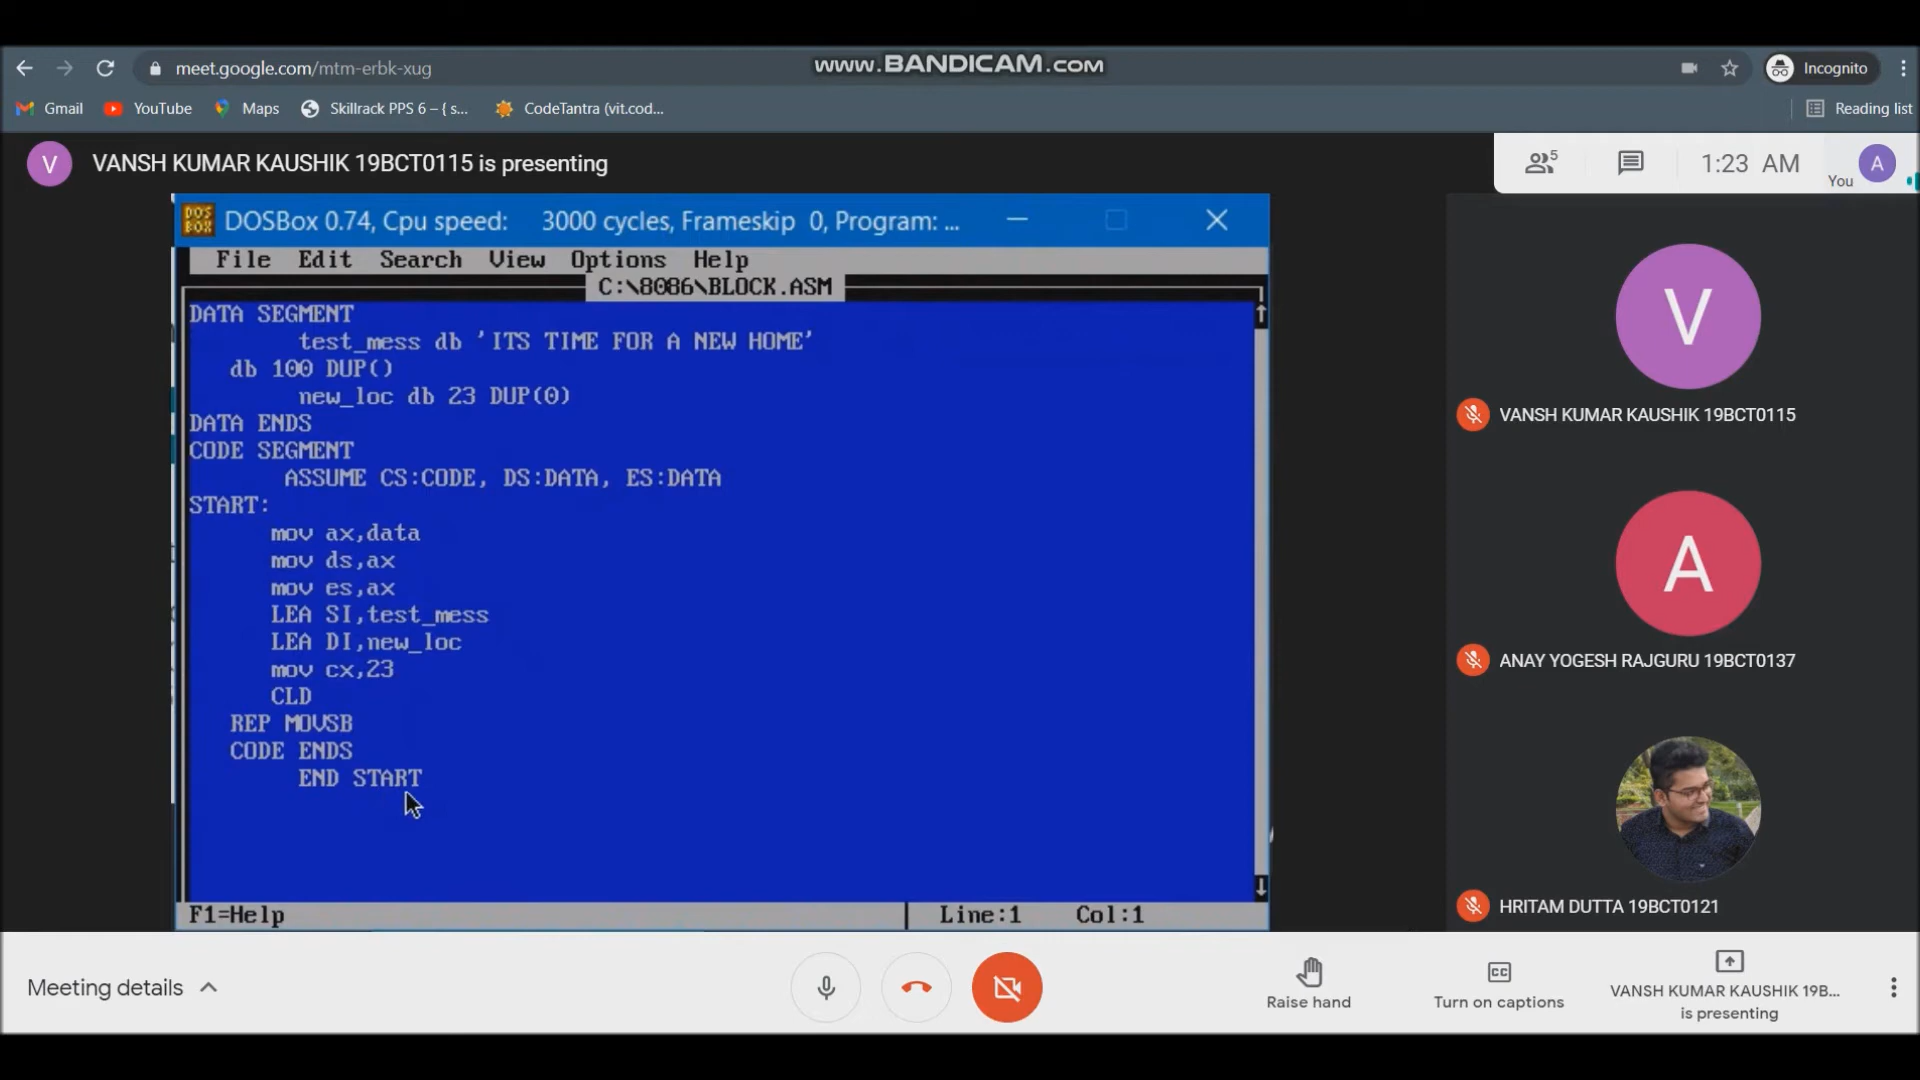 www.BANDICAM.com
meet.google.com/mtm-erbk-xug
Incognito
Gmail
YouTube
Maps
Skillrack PPS 6 – { s...
CodeTantra (vit.cod...
Reading list
V
VANSH KUMAR KAUSHIK 19BCT0115 is presenting
5
1:23 AM
You
A
DOS
BOX
DOSBox 0.74, Cpu speed: 3000 cycles, Frameskip 0, Program: ...
File Edit Search View Options Help
C:\8086\BLOCK.ASM
DATA SEGMENT
test_mess db 'ITS TIME FOR A NEW HOME'
db 100 DUP()
new_loc db 23 DUP(0)
DATA ENDS
CODE SEGMENT
ASSUME CS:CODE, DS:DATA, ES:DATA
START:
mov ax,data
mov ds,ax
mov es,ax
LEA SI,test_mess
LEA DI,new_loc
mov cx,23
CLD
REP MOVSB
CODE ENDS
END START
F1=Help
Line:1 Col:1
V
VANSH KUMAR KAUSHIK 19BCT0115
A
ANAY YOGESH RAJGURU 19BCT0137
HRITAM DUTTA 19BCT0121
Meeting details
Raise hand
CC
Turn on captions
VANSH KUMAR KAUSHIK 19B...
is presenting